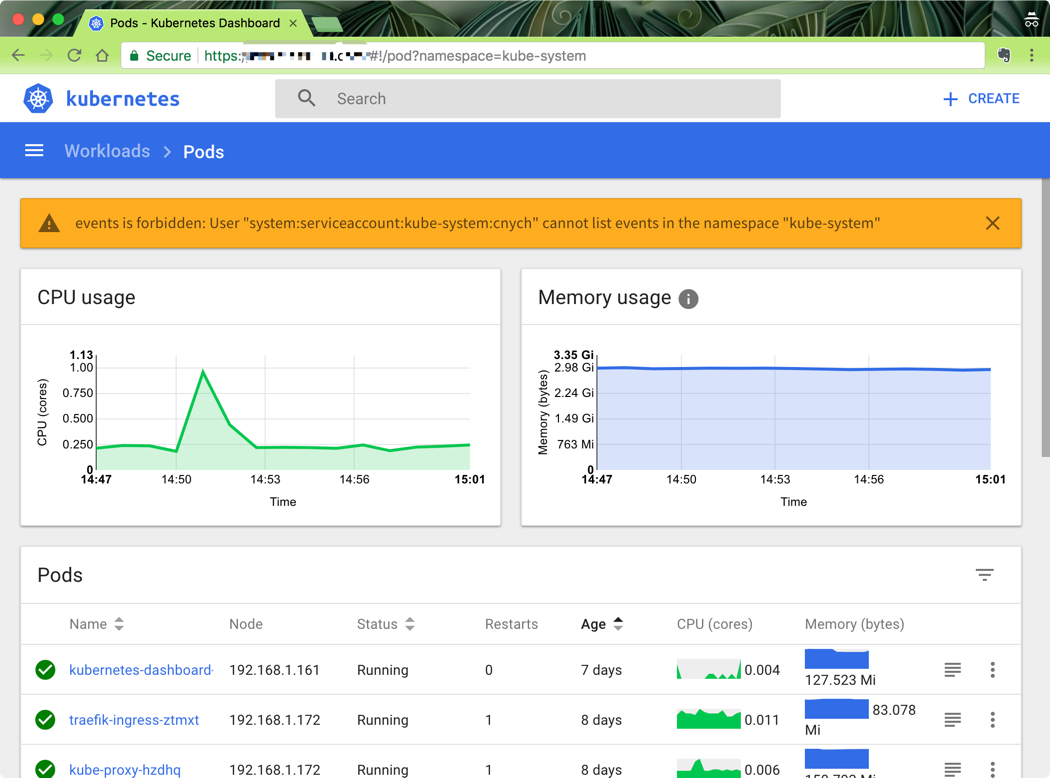 Pods - Kubernetes Dashboard
Secure https: #!/pod?namespace=kube-system
kubernetes Search CREATE
Workloads Pods
events is forbidden: User "system:serviceaccount:kube-system:cnych" cannot list events in the namespace "kube-system"
CPU usage
CPU (cores)
1.13
1.00
0.750
0.500
0.250
0
14:47 14:50 14:53 14:56 15:01
Time
Memory usage
Memory (bytes)
3.35 Gi
2.98 Gi
2.24 Gi
1.49 Gi
763 Mi
0
14:47 14:50 14:53 14:56 15:01
Time
Pods
Name Node Status Restarts Age CPU (cores) Memory (bytes)
kubernetes-dashboard- 192.168.1.161 Running 0 7 days 0.004 127.523 Mi
traefik-ingress-ztmxt 192.168.1.172 Running 1 8 days 0.011 83.078
Mi
kube-proxy-hzdhq 192.168.1.172 Running 1 8 days 0.006